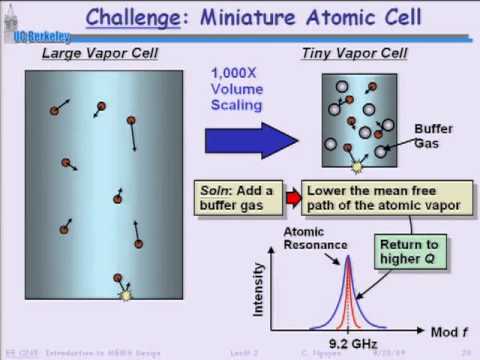 Challenge: Miniature Atomic Cell
UC Berkeley
Large Vapor Cell
Tiny Vapor Cell
1,000X
Volume
Scaling
Buffer
Gas
Soln: Add a
buffer gas
Lower the mean free
path of the atomic vapor
Atomic
Resonance
Return to
higher Q
Intensity
Mod f
9.2 GHz
EE C245: Introduction to MEMS Design
LecM 2
C. Nguyen
8/28/09